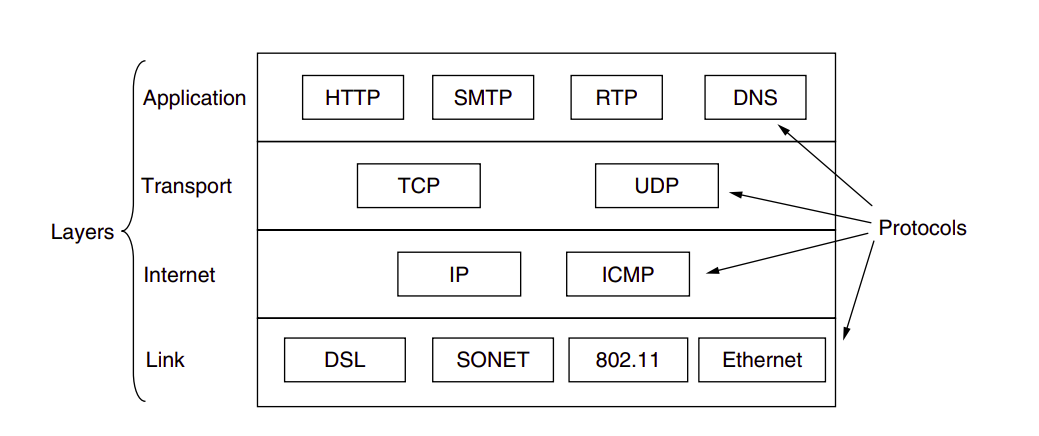 Application
HTTP
SMTP
RTP
DNS
Transport
TCP
UDP
Layers
Protocols
Internet
IP
ICMP
Link
DSL
SONET
802.11
Ethernet